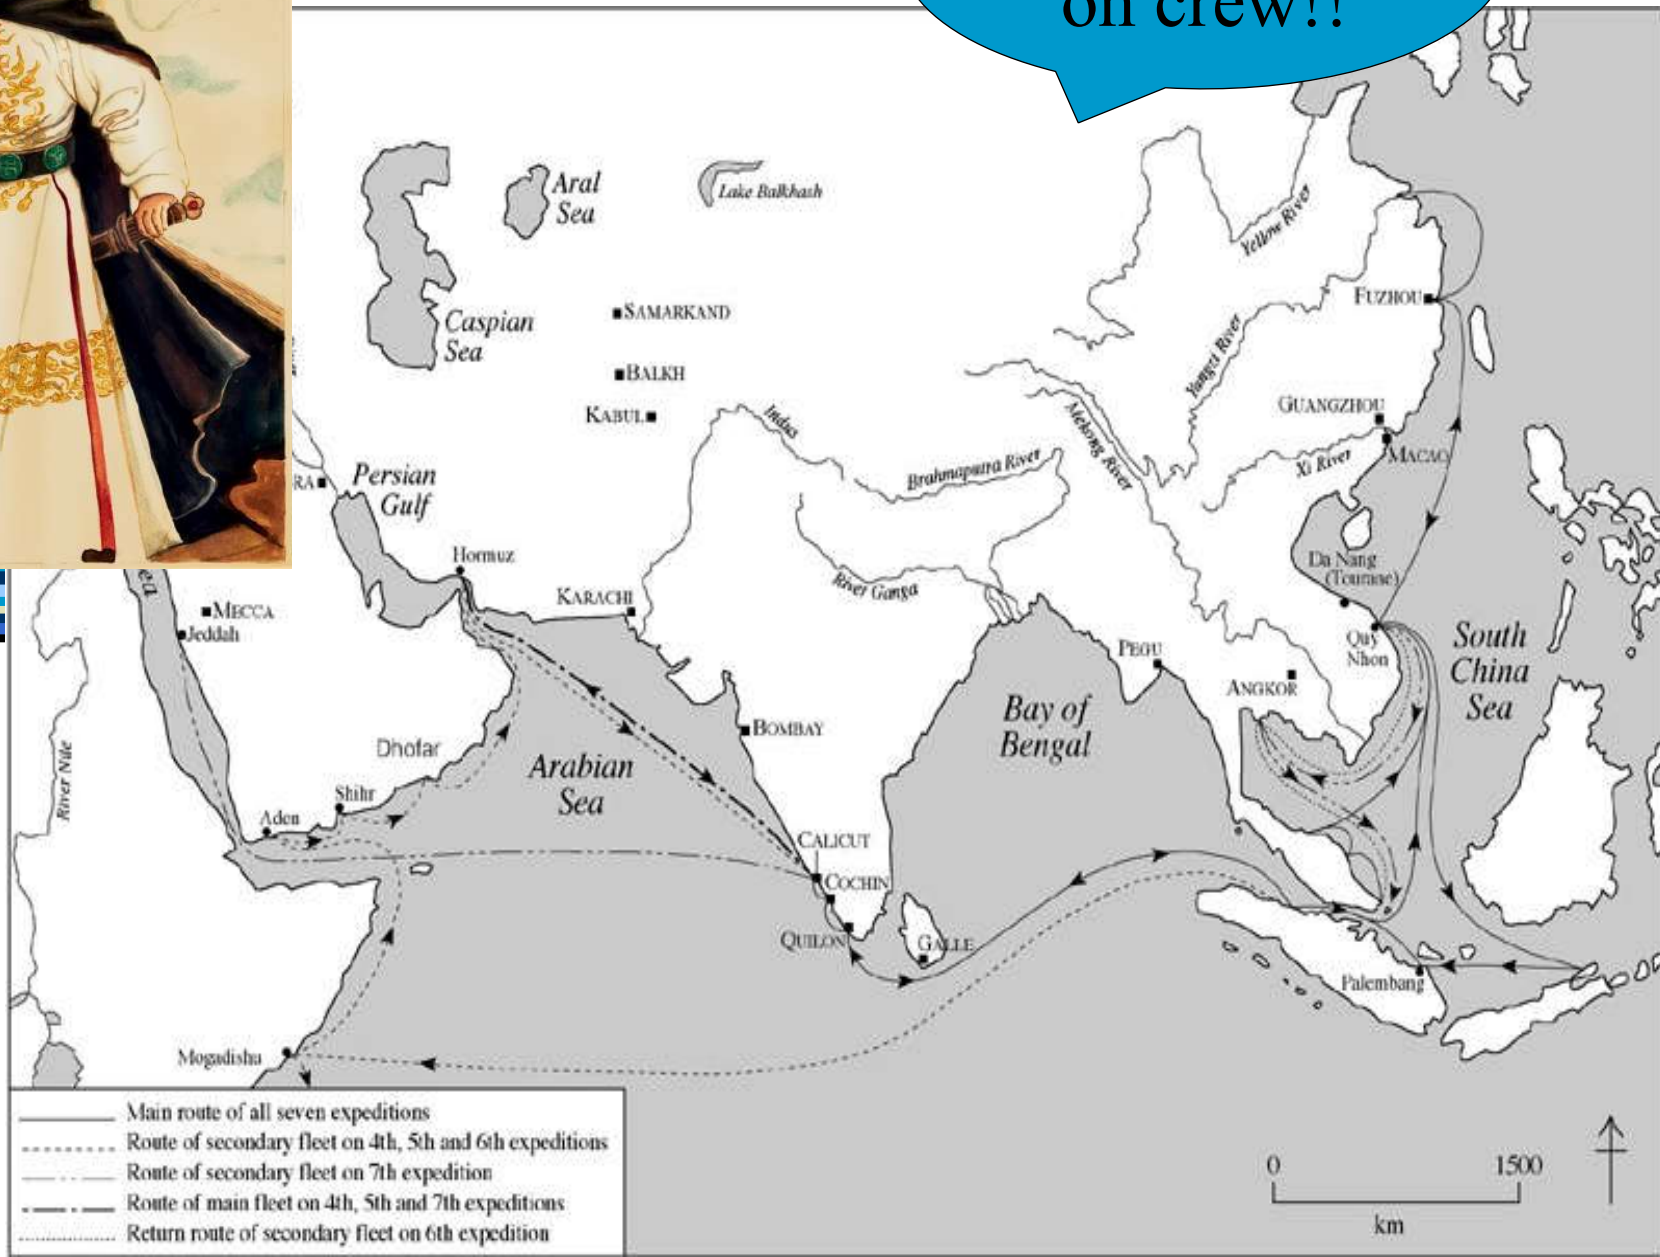 on crew!!
Aral
Sea
Lake Balkhash
Yellow River
Caspian
Sea
SAMARKAND
BALKH
KABUL
FUZHOU
Yangzi River
GUANGZHOU
MACAO
Xi River
Mekong River
Indus
Brahmaputra River
River Ganga
Persian
Gulf
RA
Hormuz
KARACHI
Da Nang
(Tourane)
Quy
Nhon
South
China
Sea
ea
MECCA
Jeddah
PEGU
ANGKOR
Bay of
Bengal
BOMBAY
River Nile
Dhofar
Arabian
Sea
Shihr
Aden
CALICUT
COCHIN
QUILON
GALLE
Palembang
Mogadishu
Main route of all seven expeditions
Route of secondary fleet on 4th, 5th and 6th expeditions
Route of secondary fleet on 7th expedition
Route of main fleet on 4th, 5th and 7th expeditions
Return route of secondary fleet on 6th expedition
0 1500
km